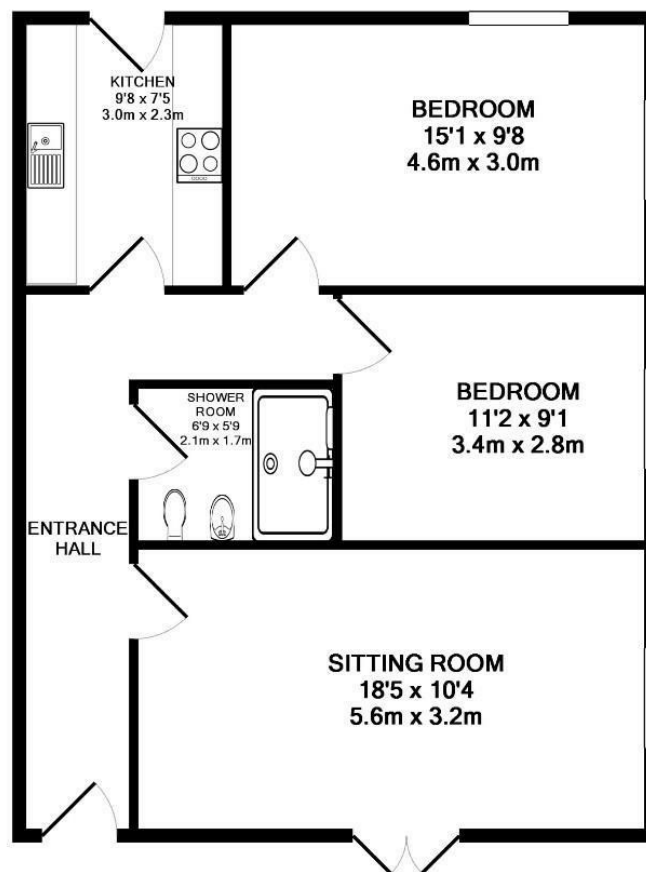 KITCHEN
9'8 x 7'5
3.0m x 2.3m
BEDROOM
15'1 x 9'8
4.6m x 3.0m
BEDROOM
11'2 x 9'1
3.4m x 2.8m
SHOWER
ROOM
6'9 x 5'9
2.1m x 1.7m
ENTRANCE
HALL
SITTING ROOM
18'5 x 10'4
5.6m x 3.2m